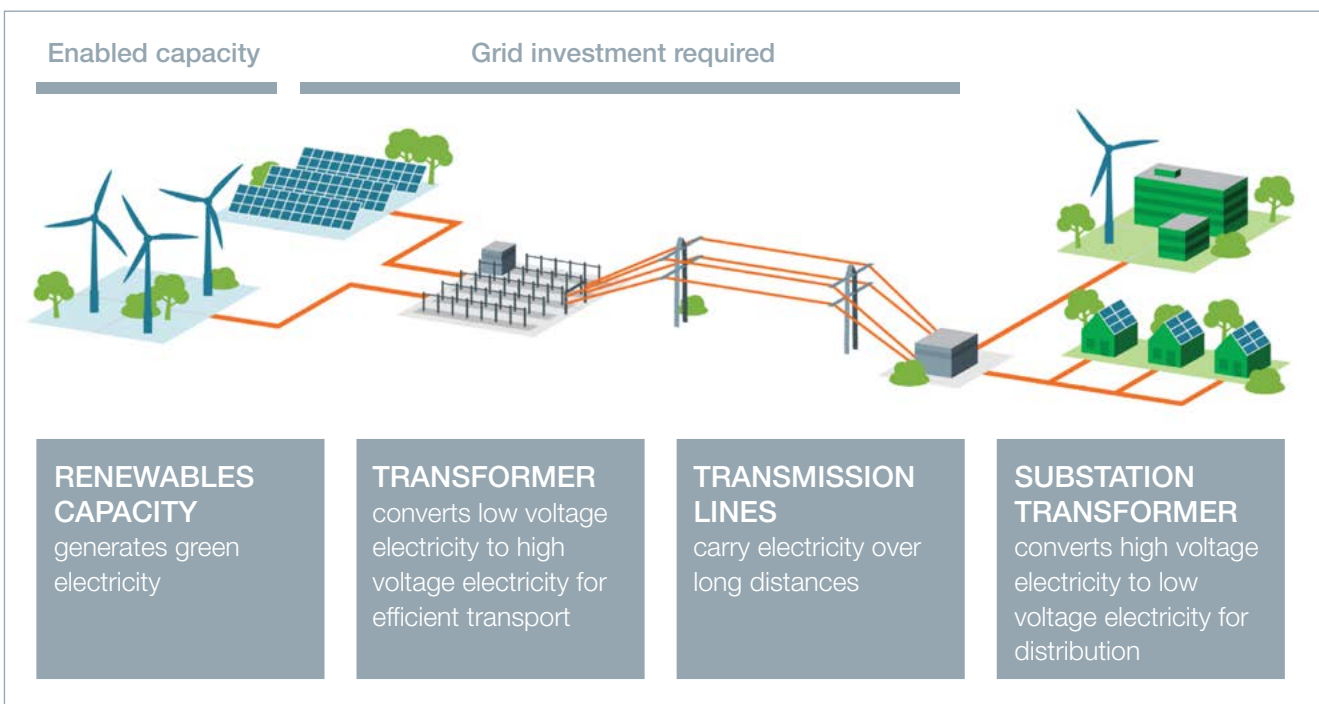 Enabled capacity
Grid investment required
RENEWABLES
CAPACITY
generates green
electricity
TRANSFORMER
converts low voltage
electricity to high
voltage electricity for
efficient transport
TRANSMISSION
LINES
carry electricity over
long distances
SUBSTATION
TRANSFORMER
converts high voltage
electricity to low
voltage electricity for
distribution